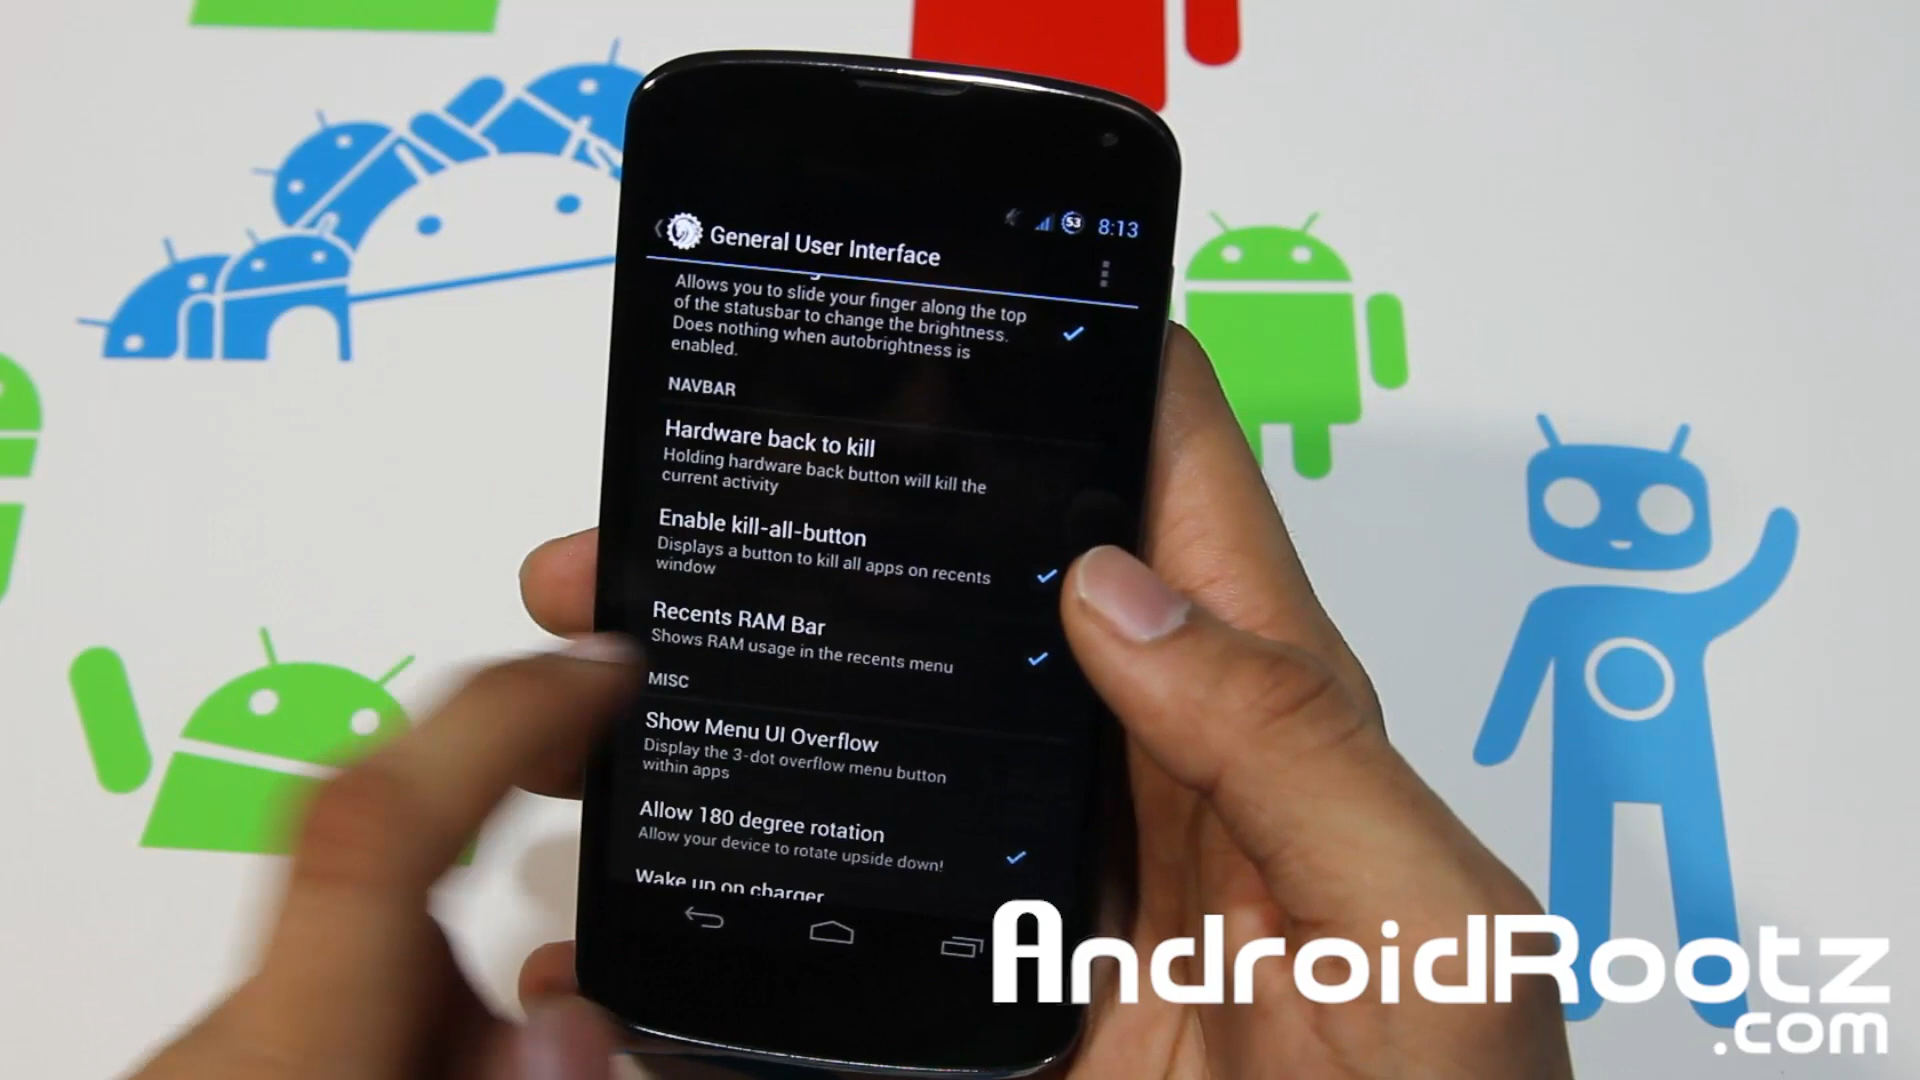 53 8:13
General User Interface
Allows you to slide your finger along the top
of the statusbar to change the brightness.
Does nothing when autobrightness is
enabled.
NAVBAR
Hardware back to kill
Holding hardware back button will kill the
current activity
Enable kill-all-button
Displays a button to kill all apps on recents
window
Recents RAM Bar
Shows RAM usage in the recents menu
MISC
Show Menu UI Overflow
Display the 3-dot overflow menu button
within apps
Allow 180 degree rotation
Allow your device to rotate upside down!
Wake up on charger
AndroidRootz
.com